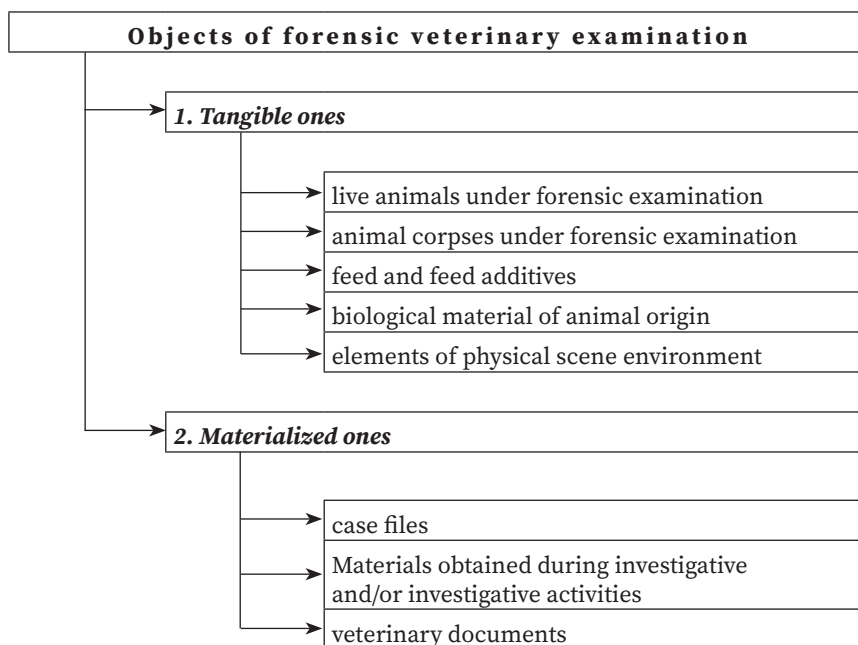 Objects of forensic veterinary examination
1. Tangible ones
live animals under forensic examination
animal corpses under forensic examination
feed and feed additives
biological material of animal origin
elements of physical scene environment
2. Materialized ones
case files
Materials obtained during investigative
and/or investigative activities
veterinary documents